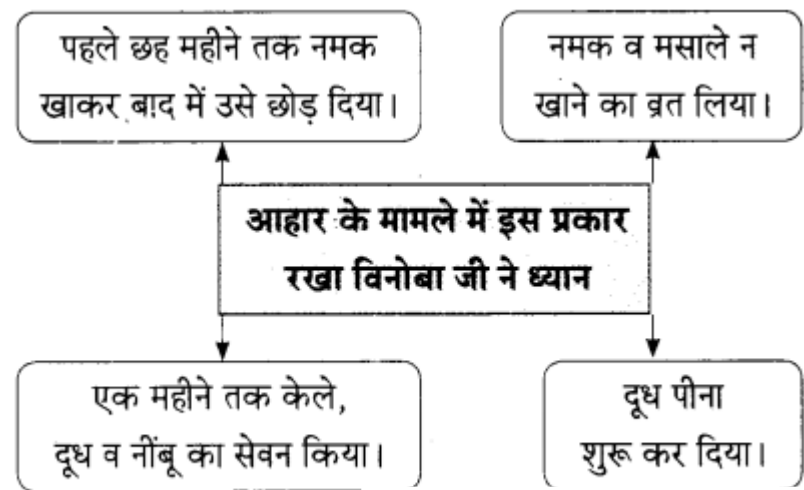 पहले छह महीने तक नमक
खाकर बाद में उसे छोड़ दिया।
नमक व मसाले न
खाने का व्रत लिया।
आहार के मामले में इस प्रकार
रखा विनोबा जी ने ध्यान
एक महीने तक केले,
दूध व नींबू का सेवन किया।
दूध पीना
शुरू कर दिया।